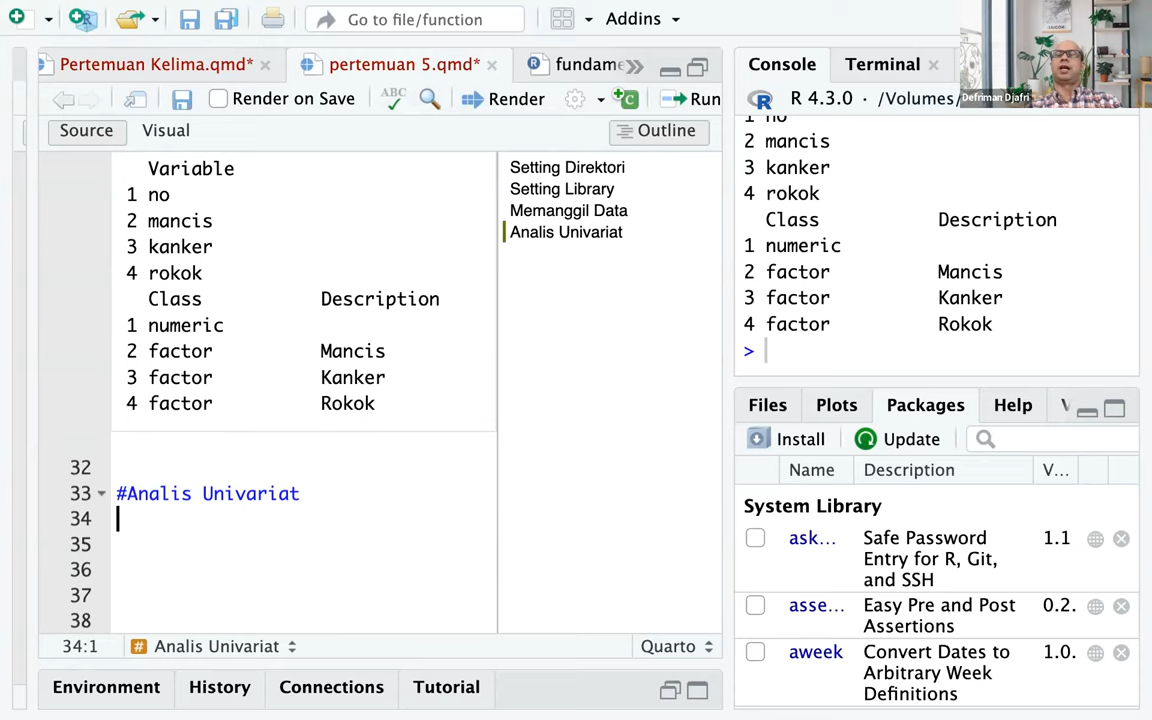 Go to file/function
Addins
Pertemuan Kelima.qmd*
pertemuan 5.qmd*
fundame
Render on Save
ABC
Render
Run
Source
Visual
Outline
Variable
1 no
2 mancis
3 kanker
4 rokok
Class Description
1 numeric
2 factor Mancis
3 factor Kanker
4 factor Rokok
32
33 #Analis Univariat
34
35
36
37
38
Setting Direktori
Setting Library
Memanggil Data
Analis Univariat
34:1 # Analis Univariat
Quarto
Environment
History
Connections
Tutorial
Console
Terminal
R 4.3.0 · /Volumes/
Defriman Djafri
1 no
2 mancis
3 kanker
4 rokok
Class Description
1 numeric
2 factor Mancis
3 factor Kanker
4 factor Rokok
>
Files
Plots
Packages
Help
V
Install
Update
Name
Description
V...
System Library
ask... Safe Password 1.1
Entry for R, Git,
and SSH
asse... Easy Pre and Post 0.2.
Assertions
aweek Convert Dates to 1.0.
Arbitrary Week
Definitions